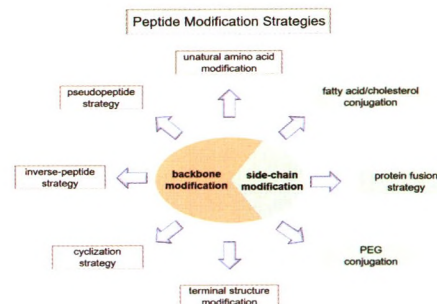 Peptide Modification Strategies
unatural amino acid
modification
pseudopeptide
strategy
fatty acid/cholesterol
conjugation
inverse-peptide
strategy
backbone
modification
side-chain
modification
protein fusion
strategy
cyclization
strategy
PEG
conjugation
terminal structure
modification